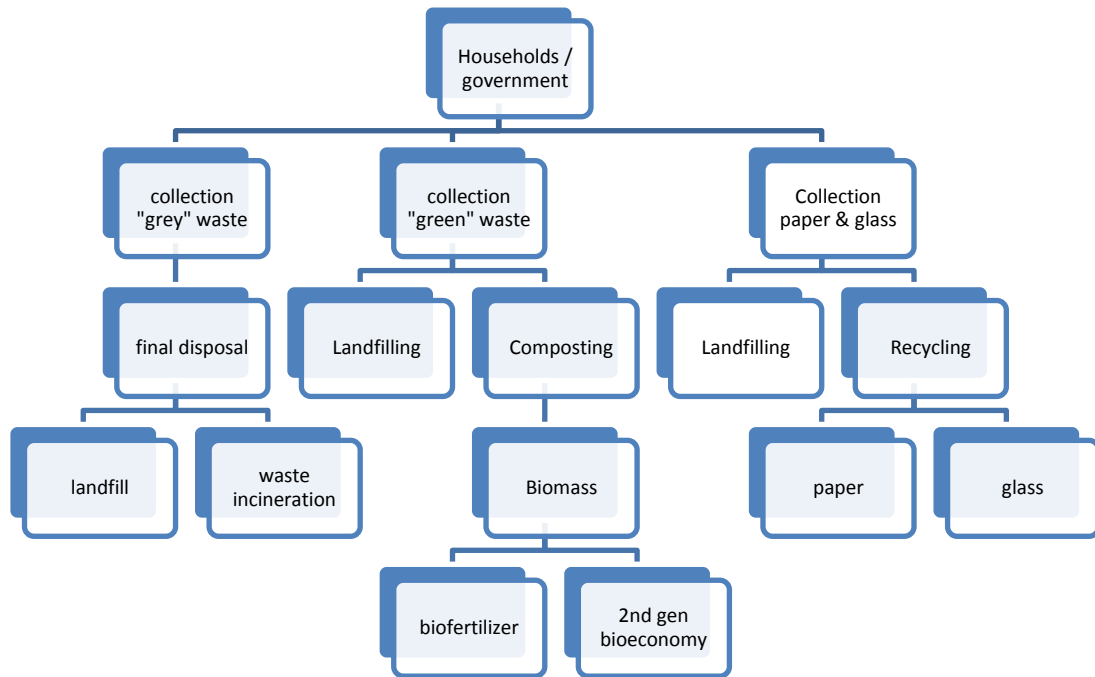 Households /
government
collection
"grey" waste
collection
"green" waste
Collection
paper & glass
final disposal
Landfilling
Composting
Landfilling
Recycling
landfill
waste
incineration
Biomass
paper
glass
biofertilizer
2nd gen
bioeconomy